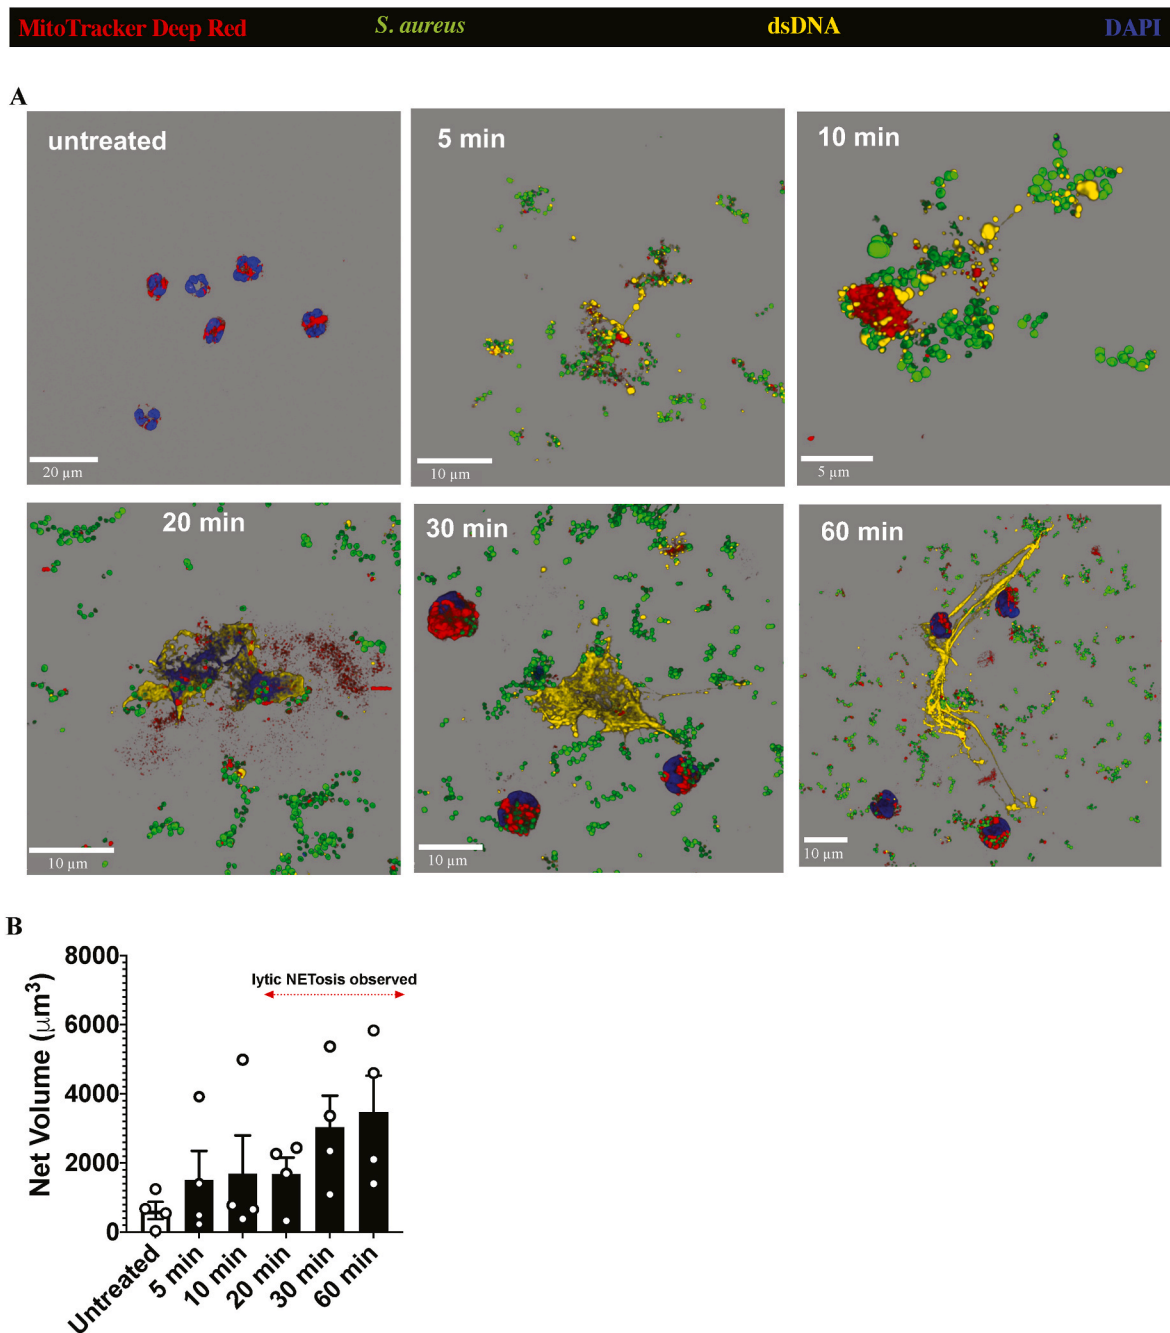 MitoTracker Deep Red S. aureus dsDNA DAPI
A
untreated
20 µm
5 min
10 µm
10 min
5 µm
20 min
10 µm
30 min
10 µm
60 min
10 µm
B
Net Volume (µm³)
8000
6000
4000
2000
0
lytic NETosis observed
Untreated
5 min
10 min
20 min
30 min
60 min